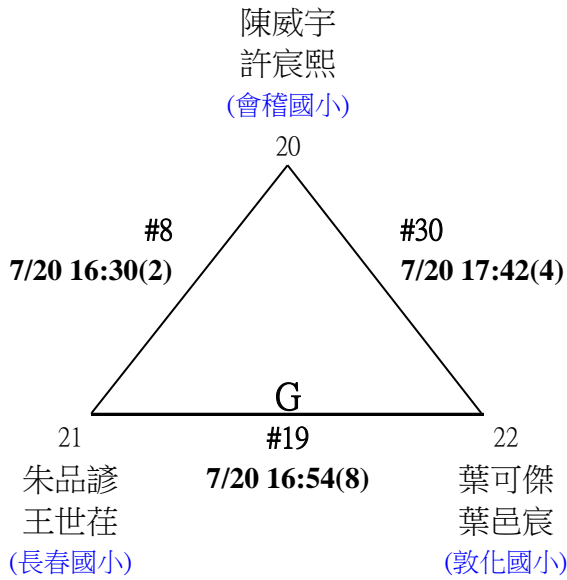 陳威宇
許宸熙
(會稽國小)
20
#8
7/20 16:30(2)
#30
7/20 17:42(4)
G
21
#19
22
朱品諺
7/20 16:54(8)
葉可傑
王世荏
葉邑宸
(長春國小)
(敦化國小)